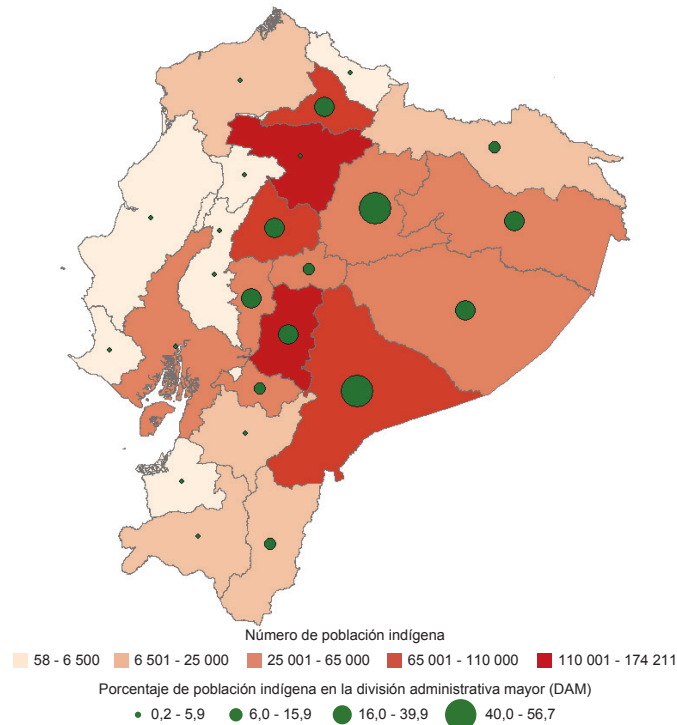 Número de población indígena
58 - 6 500 6 501 - 25 000 25 001 - 65 000 65 001 - 110 000 110 001 - 174 211
Porcentaje de población indígena en la división administrativa mayor (DAM)
0,2 - 5,9 6,0 - 15,9 16,0 - 39,9 40,0 - 56,7